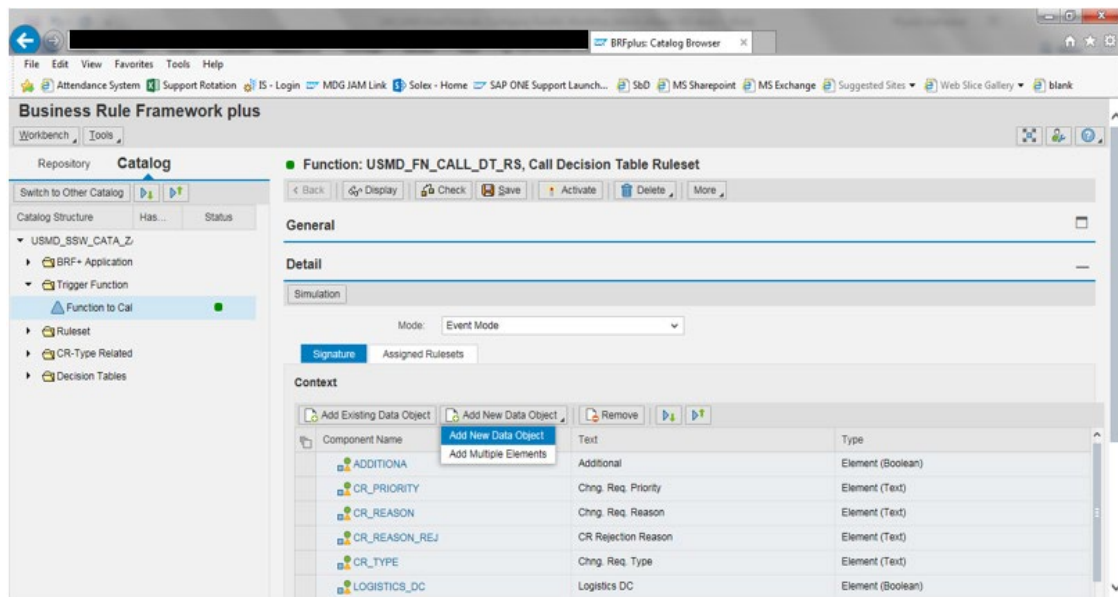 BRFplus: Catalog Browser
File Edit View Favorites Tools Help
Attendance System Support Rotation IS - Login MDG JAM Link Solex - Home SAP ONE Support Launch... SbD MS Sharepoint MS Exchange Suggested Sites Web Slice Gallery blank
Business Rule Framework plus
Workbench Tools
Repository Catalog
Switch to Other Catalog
Catalog Structure Has... Status
USMD_SSW_CATA_Z
BRF+ Application
Trigger Function
Function to Cal
Ruleset
CR-Type Related
Decision Tables
Function: USMD_FN_CALL_DT_RS, Call Decision Table Ruleset
< Back Display Check Save Activate Delete More
General
Detail
Simulation
Mode: Event Mode
Signature Assigned Rulesets
Context
Add Existing Data Object Add New Data Object Remove
Add New Data Object
Add Multiple Elements
Component Name Text Type
ADDITIONA Additional Element (Boolean)
CR_PRIORITY Chng. Req. Priority Element (Text)
CR_REASON Chng. Req. Reason Element (Text)
CR_REASON_REJ CR Rejection Reason Element (Text)
CR_TYPE Chng. Req. Type Element (Text)
LOGISTICS_DC Logistics DC Element (Boolean)